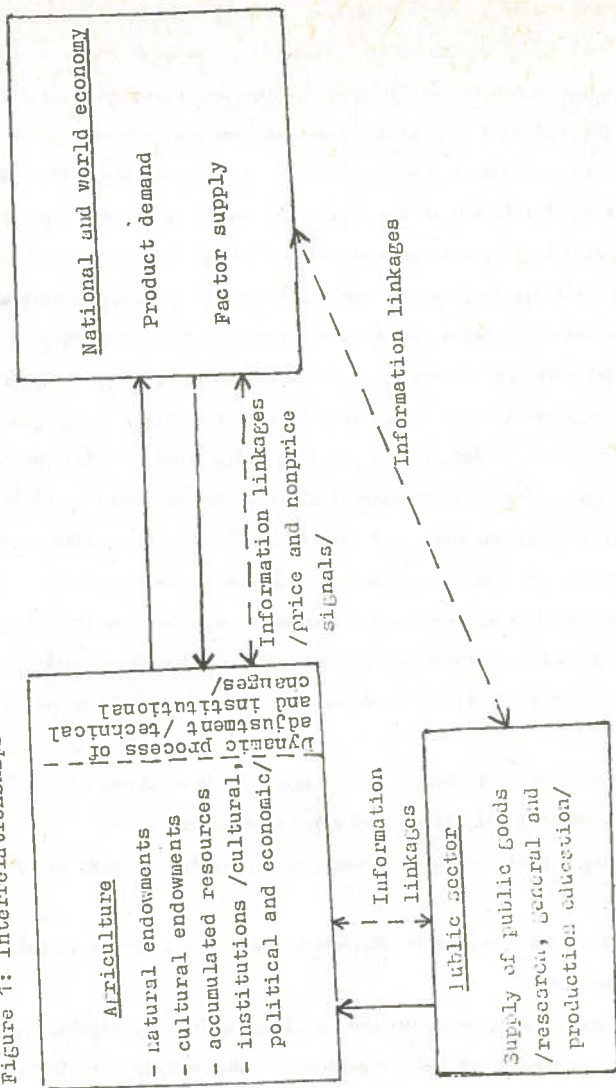 Figure 1: Interrelationships
Agriculture
- natural endowments
- cultural endowments
- accumulated resources
- institutions /cultural,
political and economic/
Dynamic process of
adjustment /technical
and institutional
changes/
National and world economy
Product demand
Factor supply
Information linkages
/price and nonprice
signals/
Information linkages
Information
linkages
Public sector
Supply of public goods
/research, general and
production education/